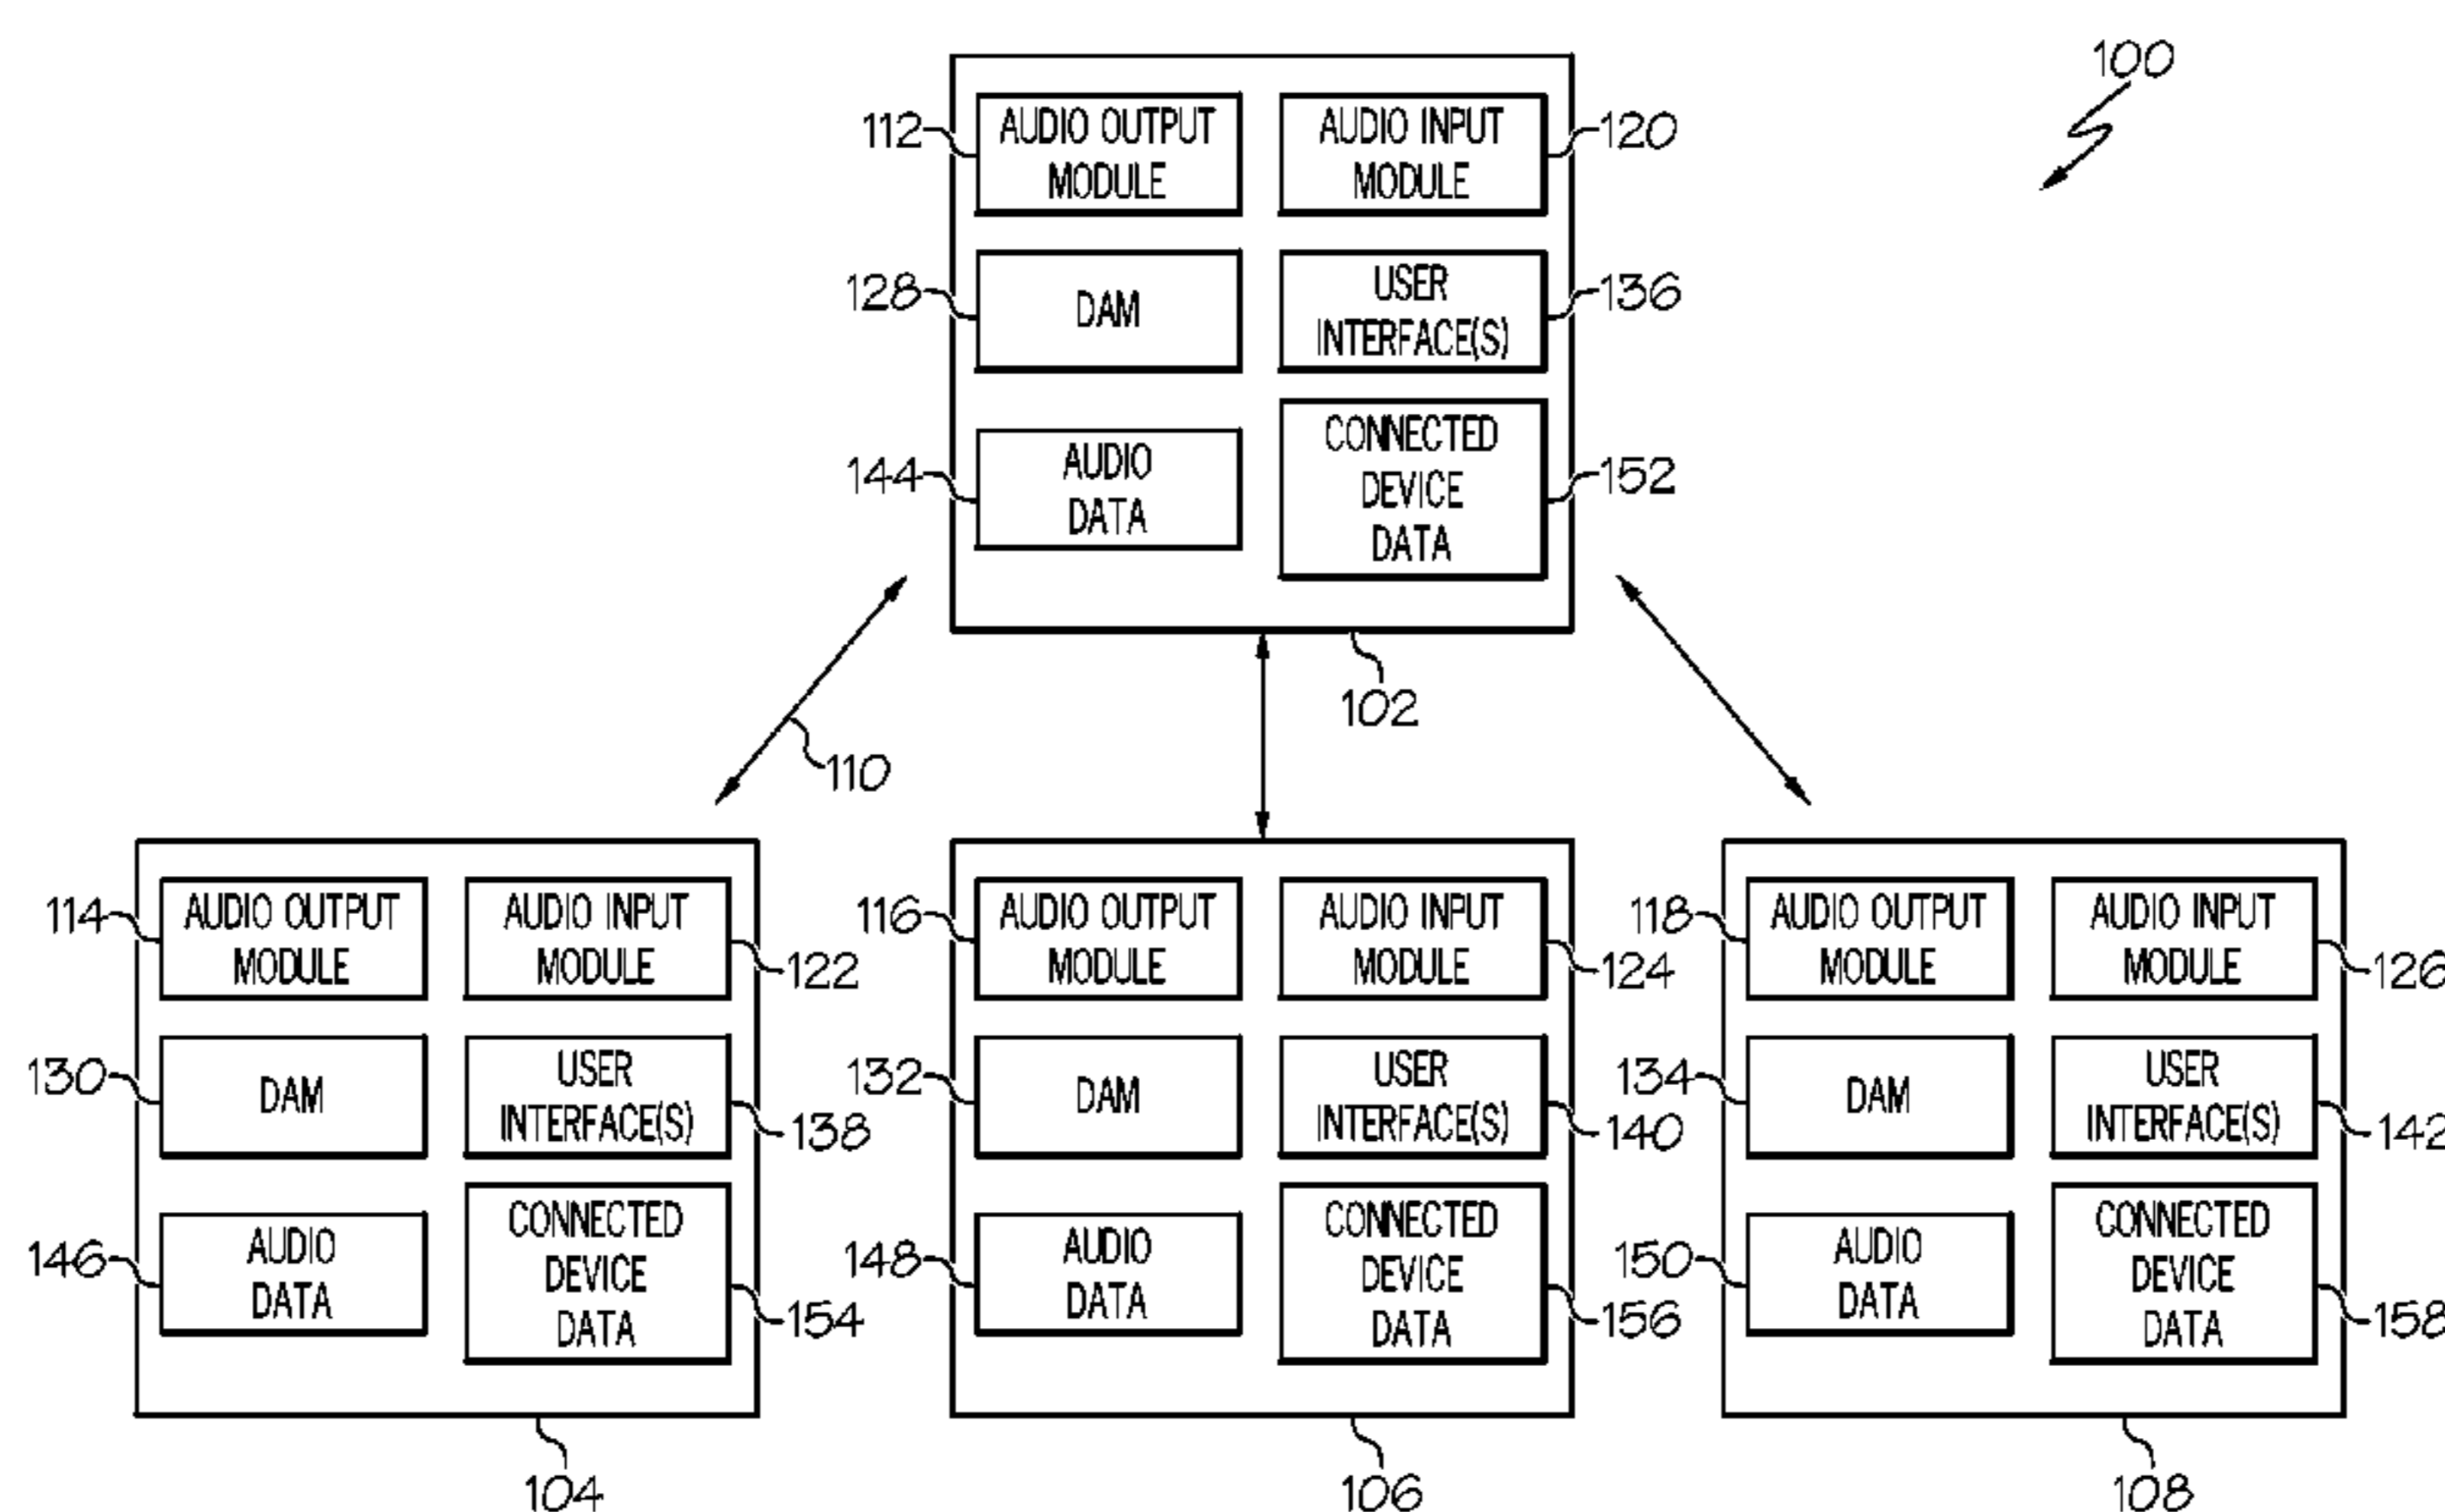 100
112
AUDIO OUTPUT
MODULE
AUDIO INPUT
MODULE
120
128
DAM
USER
INTERFACE(S)
136
144
AUDIO
DATA
CONNECTED
DEVICE
DATA
152
102
110
114
AUDIO OUTPUT
MODULE
AUDIO INPUT
MODULE
122
130
DAM
USER
INTERFACE(S)
138
146
AUDIO
DATA
CONNECTED
DEVICE
DATA
154
104
116
AUDIO OUTPUT
MODULE
AUDIO INPUT
MODULE
124
132
DAM
USER
INTERFACE(S)
140
148
AUDIO
DATA
CONNECTED
DEVICE
DATA
156
106
118
AUDIO OUTPUT
MODULE
AUDIO INPUT
MODULE
126
134
DAM
USER
INTERFACE(S)
142
150
AUDIO
DATA
CONNECTED
DEVICE
DATA
158
108